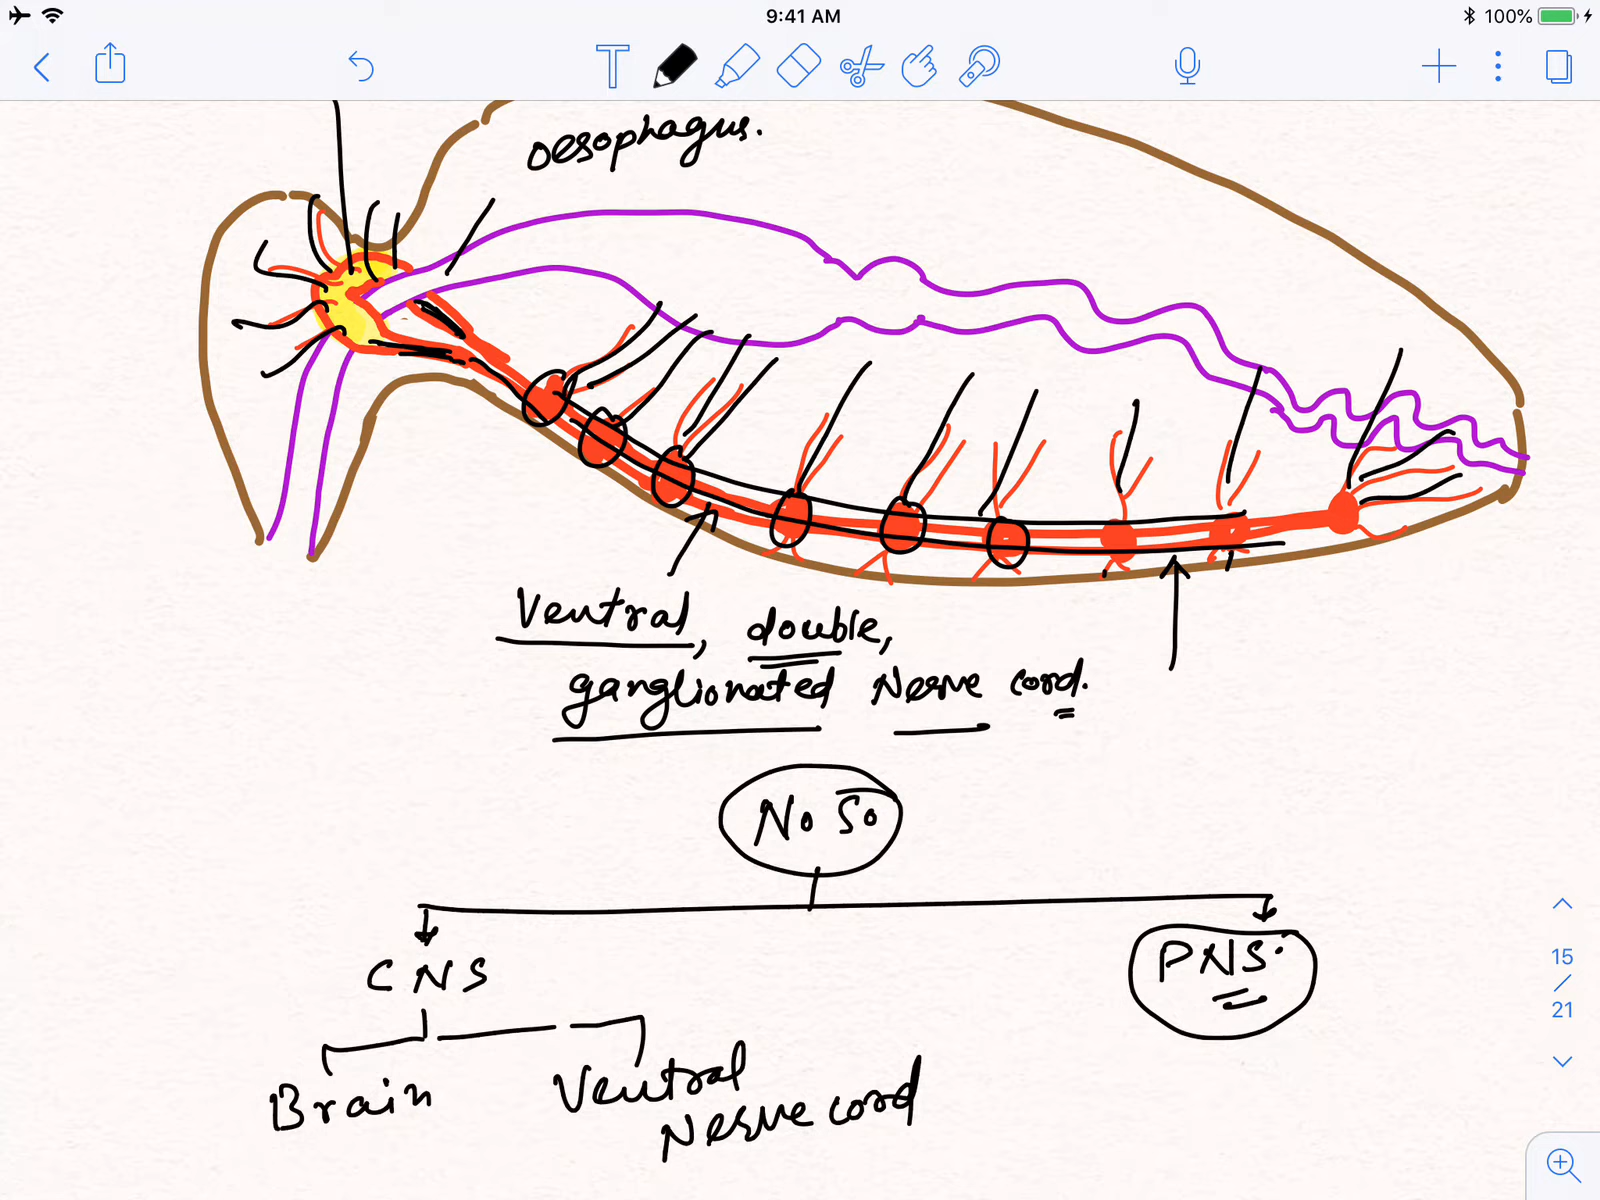 9:41 AM
100%
T
oesophagus.
Ventral, double,
ganglionated Nerve cord.
No So
CNS
PNS.
Brain
Ventral
Nerve cord
15
/
21